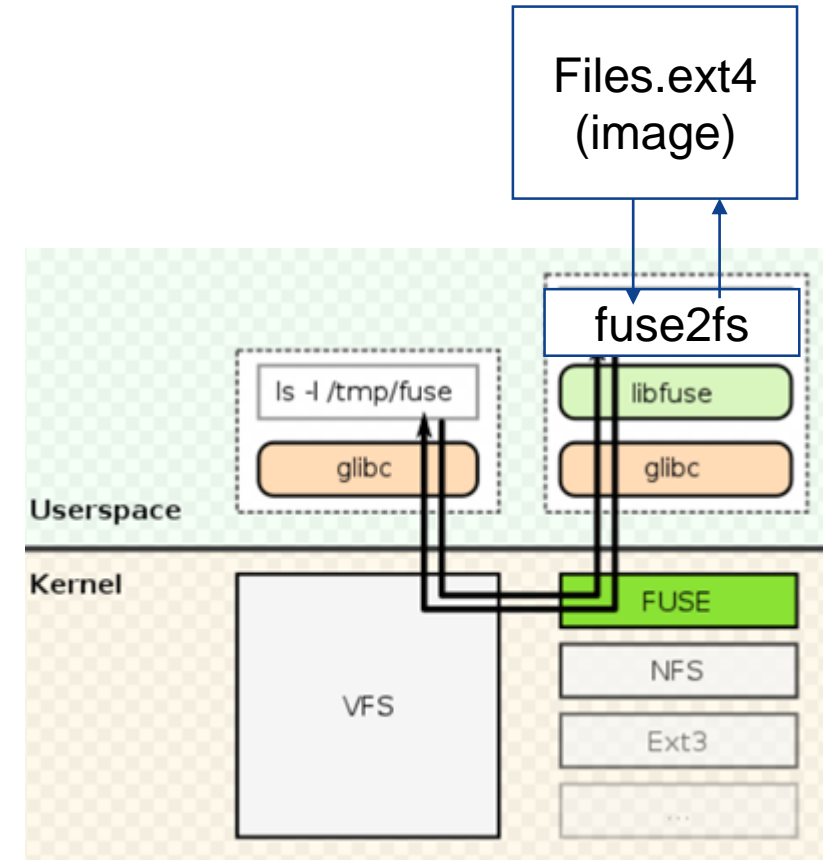 Files.ext4
(image)
fuse2fs
ls -l /tmp/fuse
libfuse
glibc
glibc
Userspace
Kernel
FUSE
NFS
VFS
Ext3
...